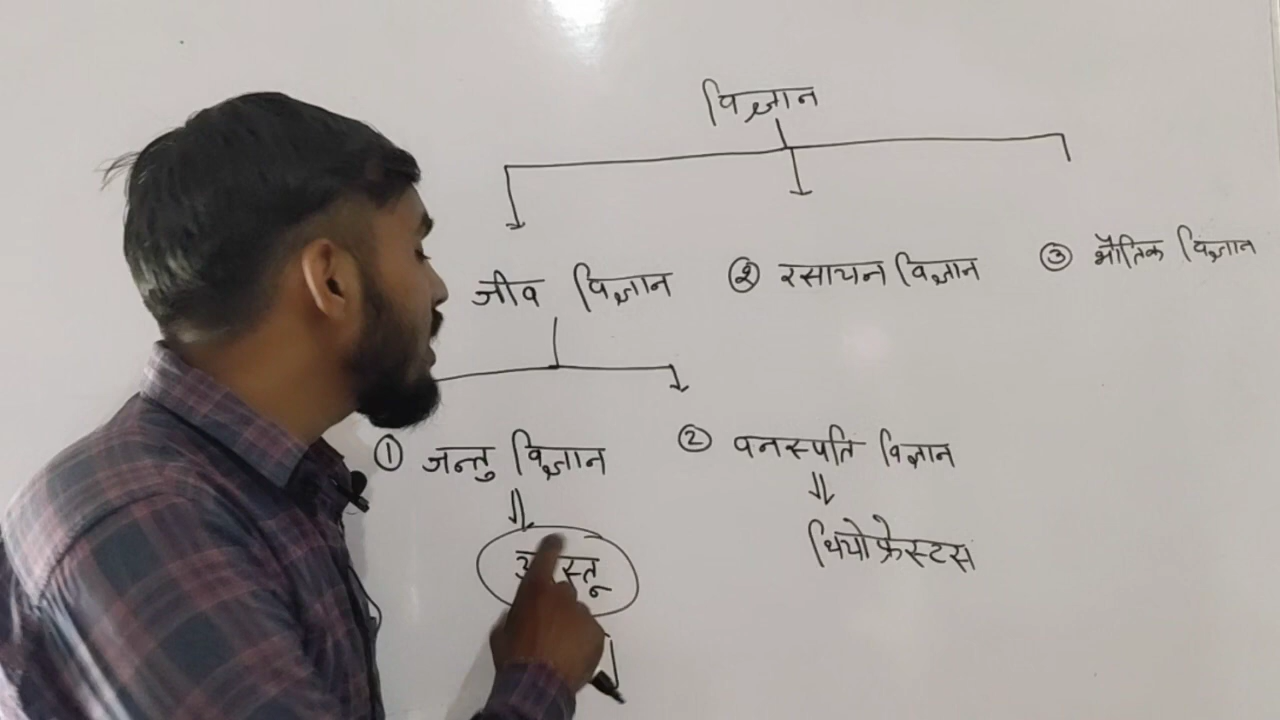 विज्ञान
जीव विज्ञान
② रसायन विज्ञान
③ भौतिक विज्ञान
① जन्तु विज्ञान
② वनस्पति विज्ञान
थियोफ्रेस्टस